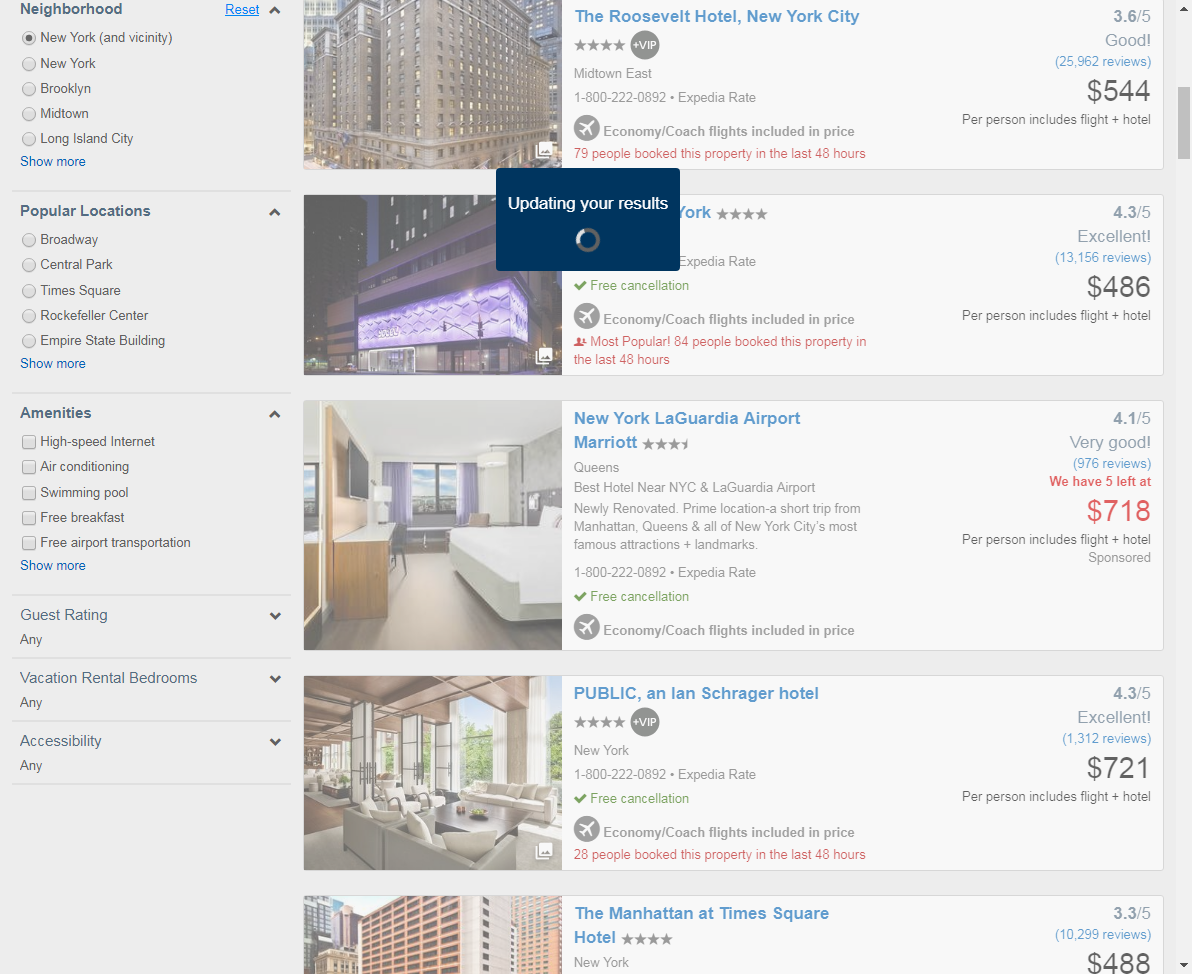 Neighborhood
Reset
New York (and vicinity)
New York
Brooklyn
Midtown
Long Island City
Show more
Popular Locations
Broadway
Central Park
Times Square
Rockefeller Center
Empire State Building
Show more
Amenities
High-speed Internet
Air conditioning
Swimming pool
Free breakfast
Free airport transportation
Show more
Guest Rating
Any
Vacation Rental Bedrooms
Any
Accessibility
Any
The Roosevelt Hotel, New York City
+VIP
Midtown East
1-800-222-0892 • Expedia Rate
Economy/Coach flights included in price
79 people booked this property in the last 48 hours
3.6/5
Good!
(25,962 reviews)
$544
Per person includes flight + hotel
Updating your results
York
Expedia Rate
Free cancellation
Economy/Coach flights included in price
Most Popular! 84 people booked this property in
the last 48 hours
4.3/5
Excellent!
(13,156 reviews)
$486
Per person includes flight + hotel
New York LaGuardia Airport
Marriott
Queens
Best Hotel Near NYC & LaGuardia Airport
Newly Renovated. Prime location-a short trip from
Manhattan, Queens & all of New York City's most
famous attractions + landmarks.
1-800-222-0892 • Expedia Rate
Free cancellation
Economy/Coach flights included in price
4.1/5
Very good!
(976 reviews)
We have 5 left at
$718
Per person includes flight + hotel
Sponsored
PUBLIC, an Ian Schrager hotel
+VIP
New York
1-800-222-0892 • Expedia Rate
Free cancellation
Economy/Coach flights included in price
28 people booked this property in the last 48 hours
4.3/5
Excellent!
(1,312 reviews)
$721
Per person includes flight + hotel
The Manhattan at Times Square
Hotel
New York
3.3/5
(10,299 reviews)
$488